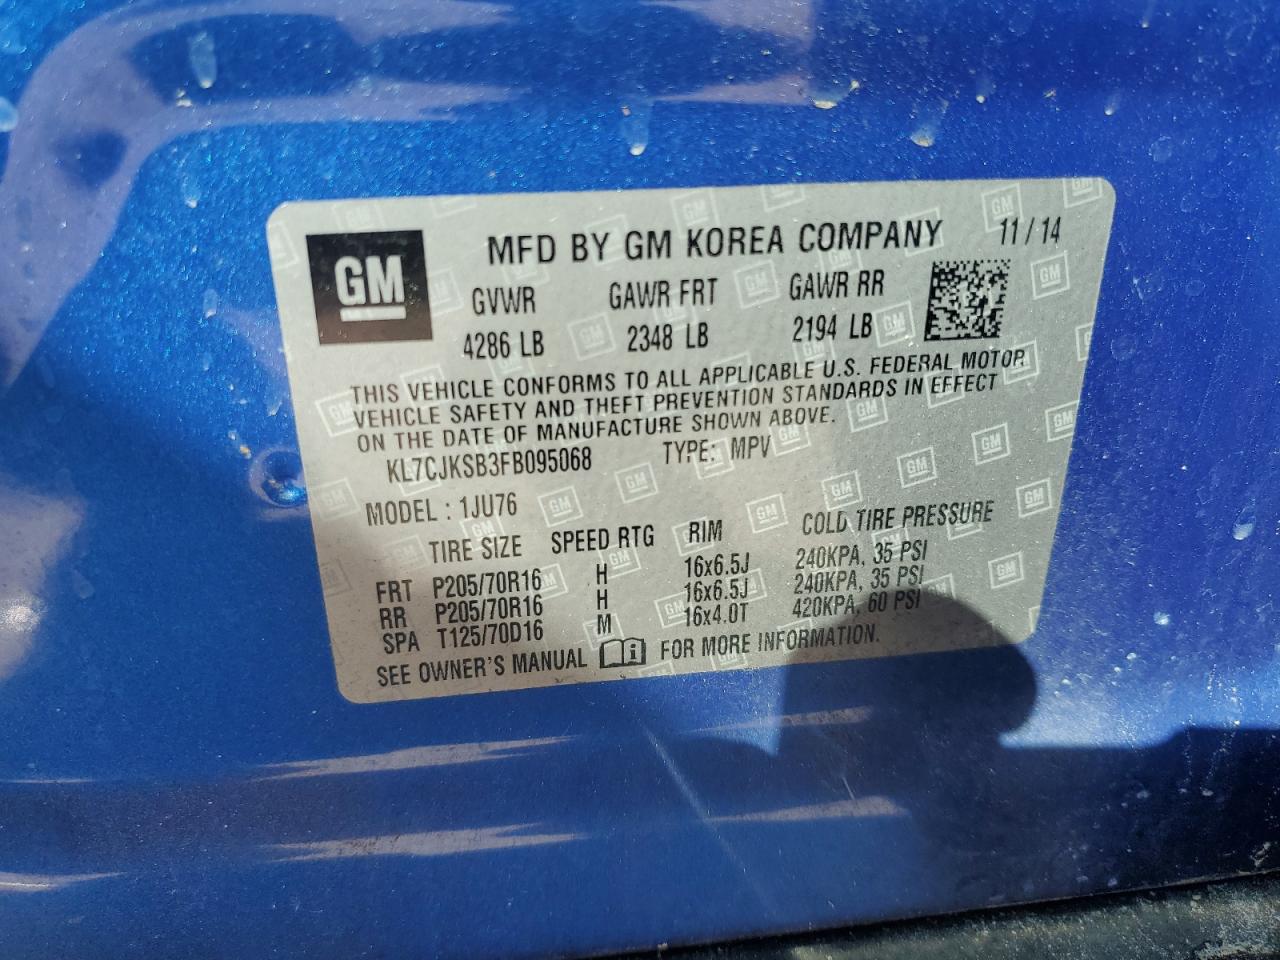 GM
MFD BY GM KOREA COMPANY 11 / 14
GVWR GAWR FRT GAWR RR
4286 LB 2348 LB 2194 LB
THIS VEHICLE CONFORMS TO ALL APPLICABLE U.S. FEDERAL MOTOR
VEHICLE SAFETY AND THEFT PREVENTION STANDARDS IN EFFECT
ON THE DATE OF MANUFACTURE SHOWN ABOVE.
KL7CJKSB3FB095068 TYPE: MPV
MODEL : 1JU76
TIRE SIZE SPEED RTG RIM COLD TIRE PRESSURE
FRT P205/70R16 H 16x6.5J 240KPA, 35 PSI
RR P205/70R16 H 16x6.5J 240KPA, 35 PSI
SPA T125/70D16 M 16x4.0T 420KPA, 60 PSI
SEE OWNER'S MANUAL FOR MORE INFORMATION.